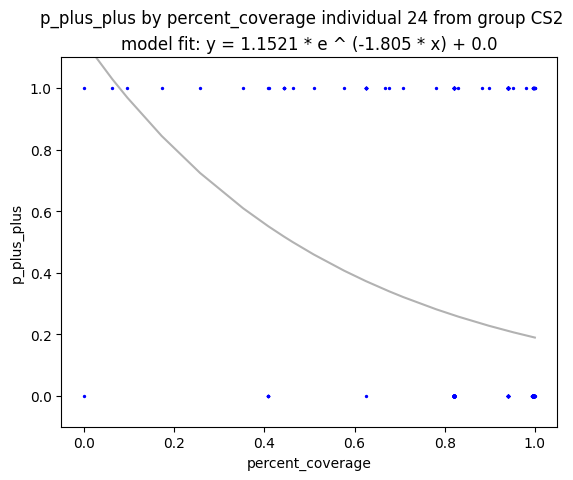 p_plus_plus by percent_coverage individual 24 from group CS2
model fit: y = 1.1521 * e ^ (-1.805 * x) + 0.0
1.0
0.8
0.6
0.4
0.2
0.0
p_plus_plus
0.0 0.2 0.4 0.6 0.8 1.0
percent_coverage